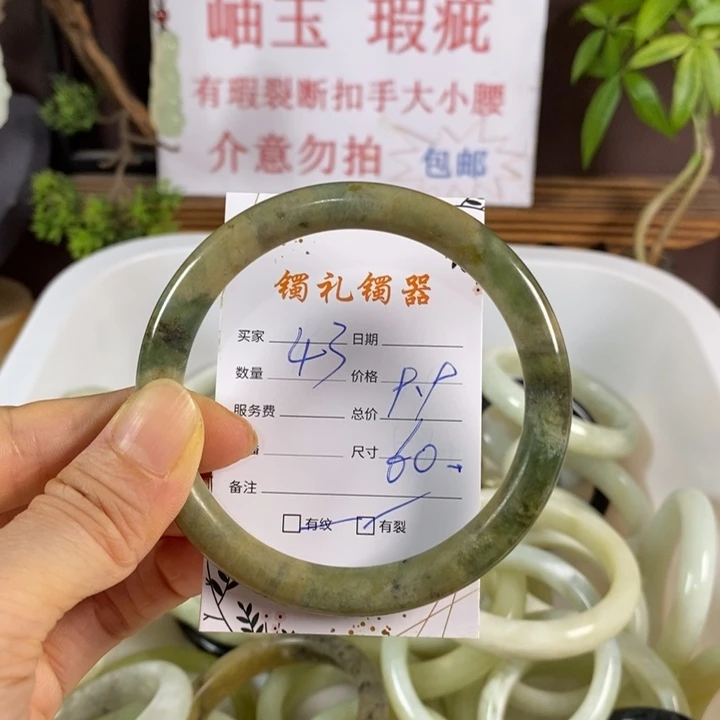 岫玉 瑕疵
有瑕裂断扣手大小腰
介意勿拍 包邮
镯礼镯器
买家 43 日期
数量 价格 9.9
服务费 总价
尺寸 60
备注
有纹 有裂